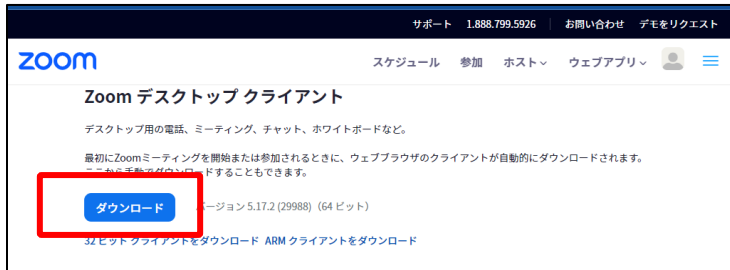 サポート 1.888.799.5926 お問い合わせ デモをリクエスト
zoom スケジュール 参加 ホスト ウェブアプリ
Zoom デスクトップ クライアント
デスクトップ用の電話、ミーティング、チャット、ホワイトボードなど。
最初にZoomミーティングを開始または参加されるときに、ウェブブラウザのクライアントが自動的にダウンロードされます。
ここから手動でダウンロードすることもできます。
ダウンロード バージョン 5.17.2 (29988) (64 ビット)
32 ビット クライアントをダウンロード ARM クライアントをダウンロード